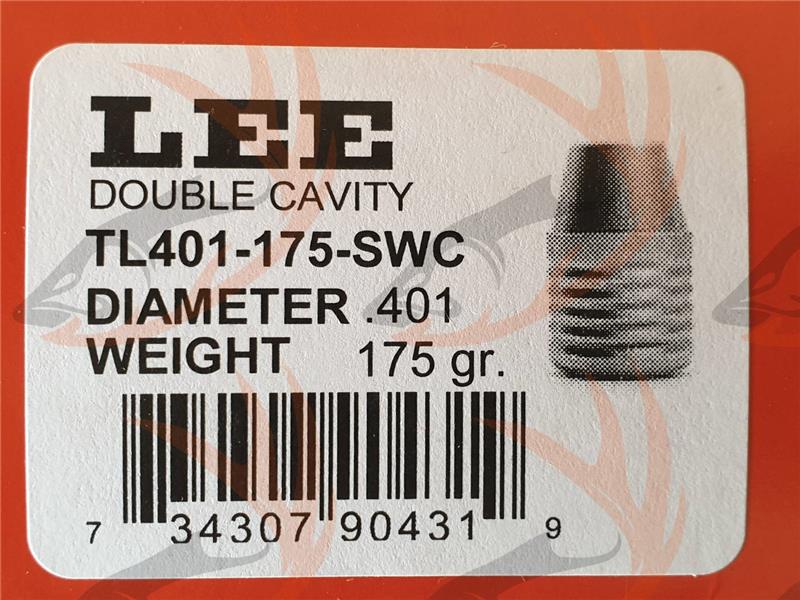 LEE
DOUBLE CAVITY
TL401-175-SWC
DIAMETER .401
WEIGHT 175 gr.
7 34307 90431 9